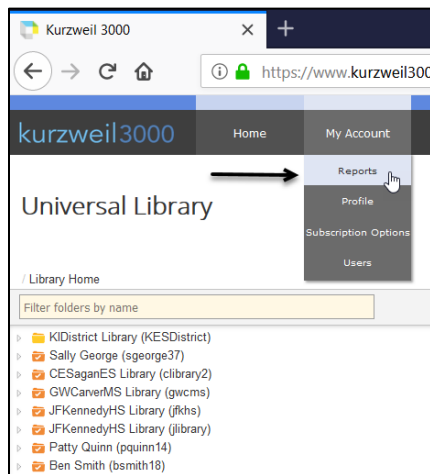 Kurzweil 3000
https://www.kurzweil300
kurzweil3000
Home
My Account
Reports
Profile
Subscription Options
Users
Universal Library
/ Library Home
Filter folders by name
KIDistrict Library (KESDistrict)
Sally George (sgeorge37)
CESaganES Library (clibrary2)
GWCarverMS Library (gwcms)
JFKennedyHS Library (jfkhs)
JFKennedyHS Library (jlibrary)
Patty Quinn (pquinn14)
Ben Smith (bsmith18)